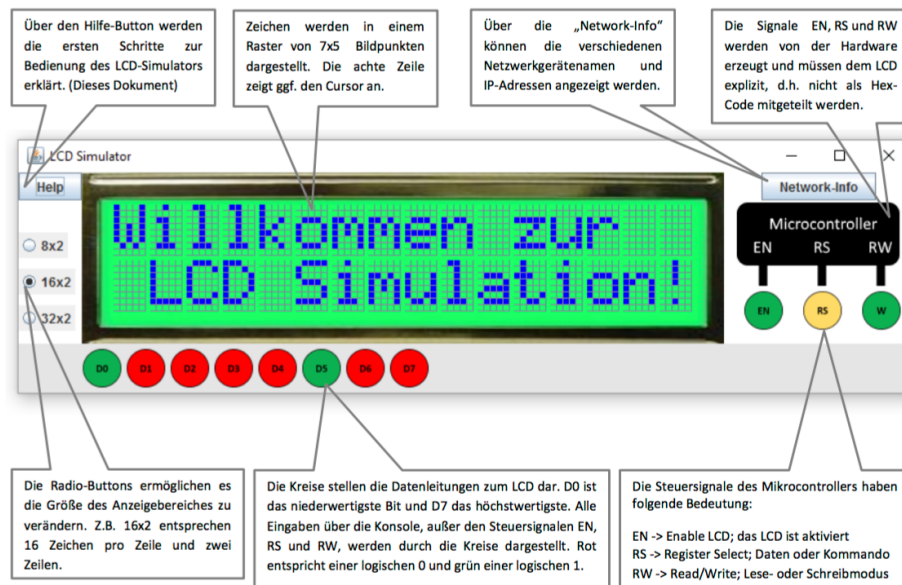 Über den Hilfe-Button werden
die ersten Schritte zur
Bedienung des LCD-Simulators
erklärt. (Dieses Dokument)
Zeichen werden in einem
Raster von 7x5 Bildpunkten
dargestellt. Die achte Zeile
zeigt ggf. den Cursor an.
Über die „Network-Info"
können die verschiedenen
Netzwerkgerätenamen und
IP-Adressen angezeigt werden.
Die Signale EN, RS und RW
werden von der Hardware
erzeugt und müssen dem LCD
explizit, d.h. nicht als Hex-
Code mitgeteilt werden.
LCD Simulator
Help
Network-Info
Willkommen zur
LCD Simulation!
8x2
16x2
32x2
Microcontroller
EN RS RW
EN RS W
D0 D1 D2 D3 D4 D5 D6 D7
Die Radio-Buttons ermöglichen es
die Größe des Anzeigebereiches zu
verändern. Z.B. 16x2 entsprechen
16 Zeichen pro Zeile und zwei
Zeilen.
Die Kreise stellen die Datenleitungen zum LCD dar. D0 ist
das niederwertigste Bit und D7 das höchstwertigste. Alle
Eingaben über die Konsole, außer den Steuersignalen EN,
RS und RW, werden durch die Kreise dargestellt. Rot
entspricht einer logischen 0 und grün einer logischen 1.
Die Steuersignale des Mikrocontrollers haben
folgende Bedeutung:
EN -> Enable LCD; das LCD ist aktiviert
RS -> Register Select; Daten oder Kommando
RW -> Read/Write; Lese- oder Schreibmodus